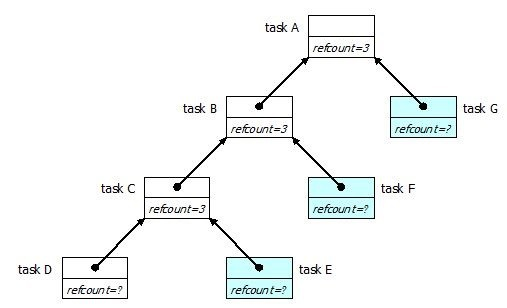 task A
refcount=3
task B
refcount=3
task G
refcount=?
task C
refcount=3
task F
refcount=?
task D
refcount=?
task E
refcount=?